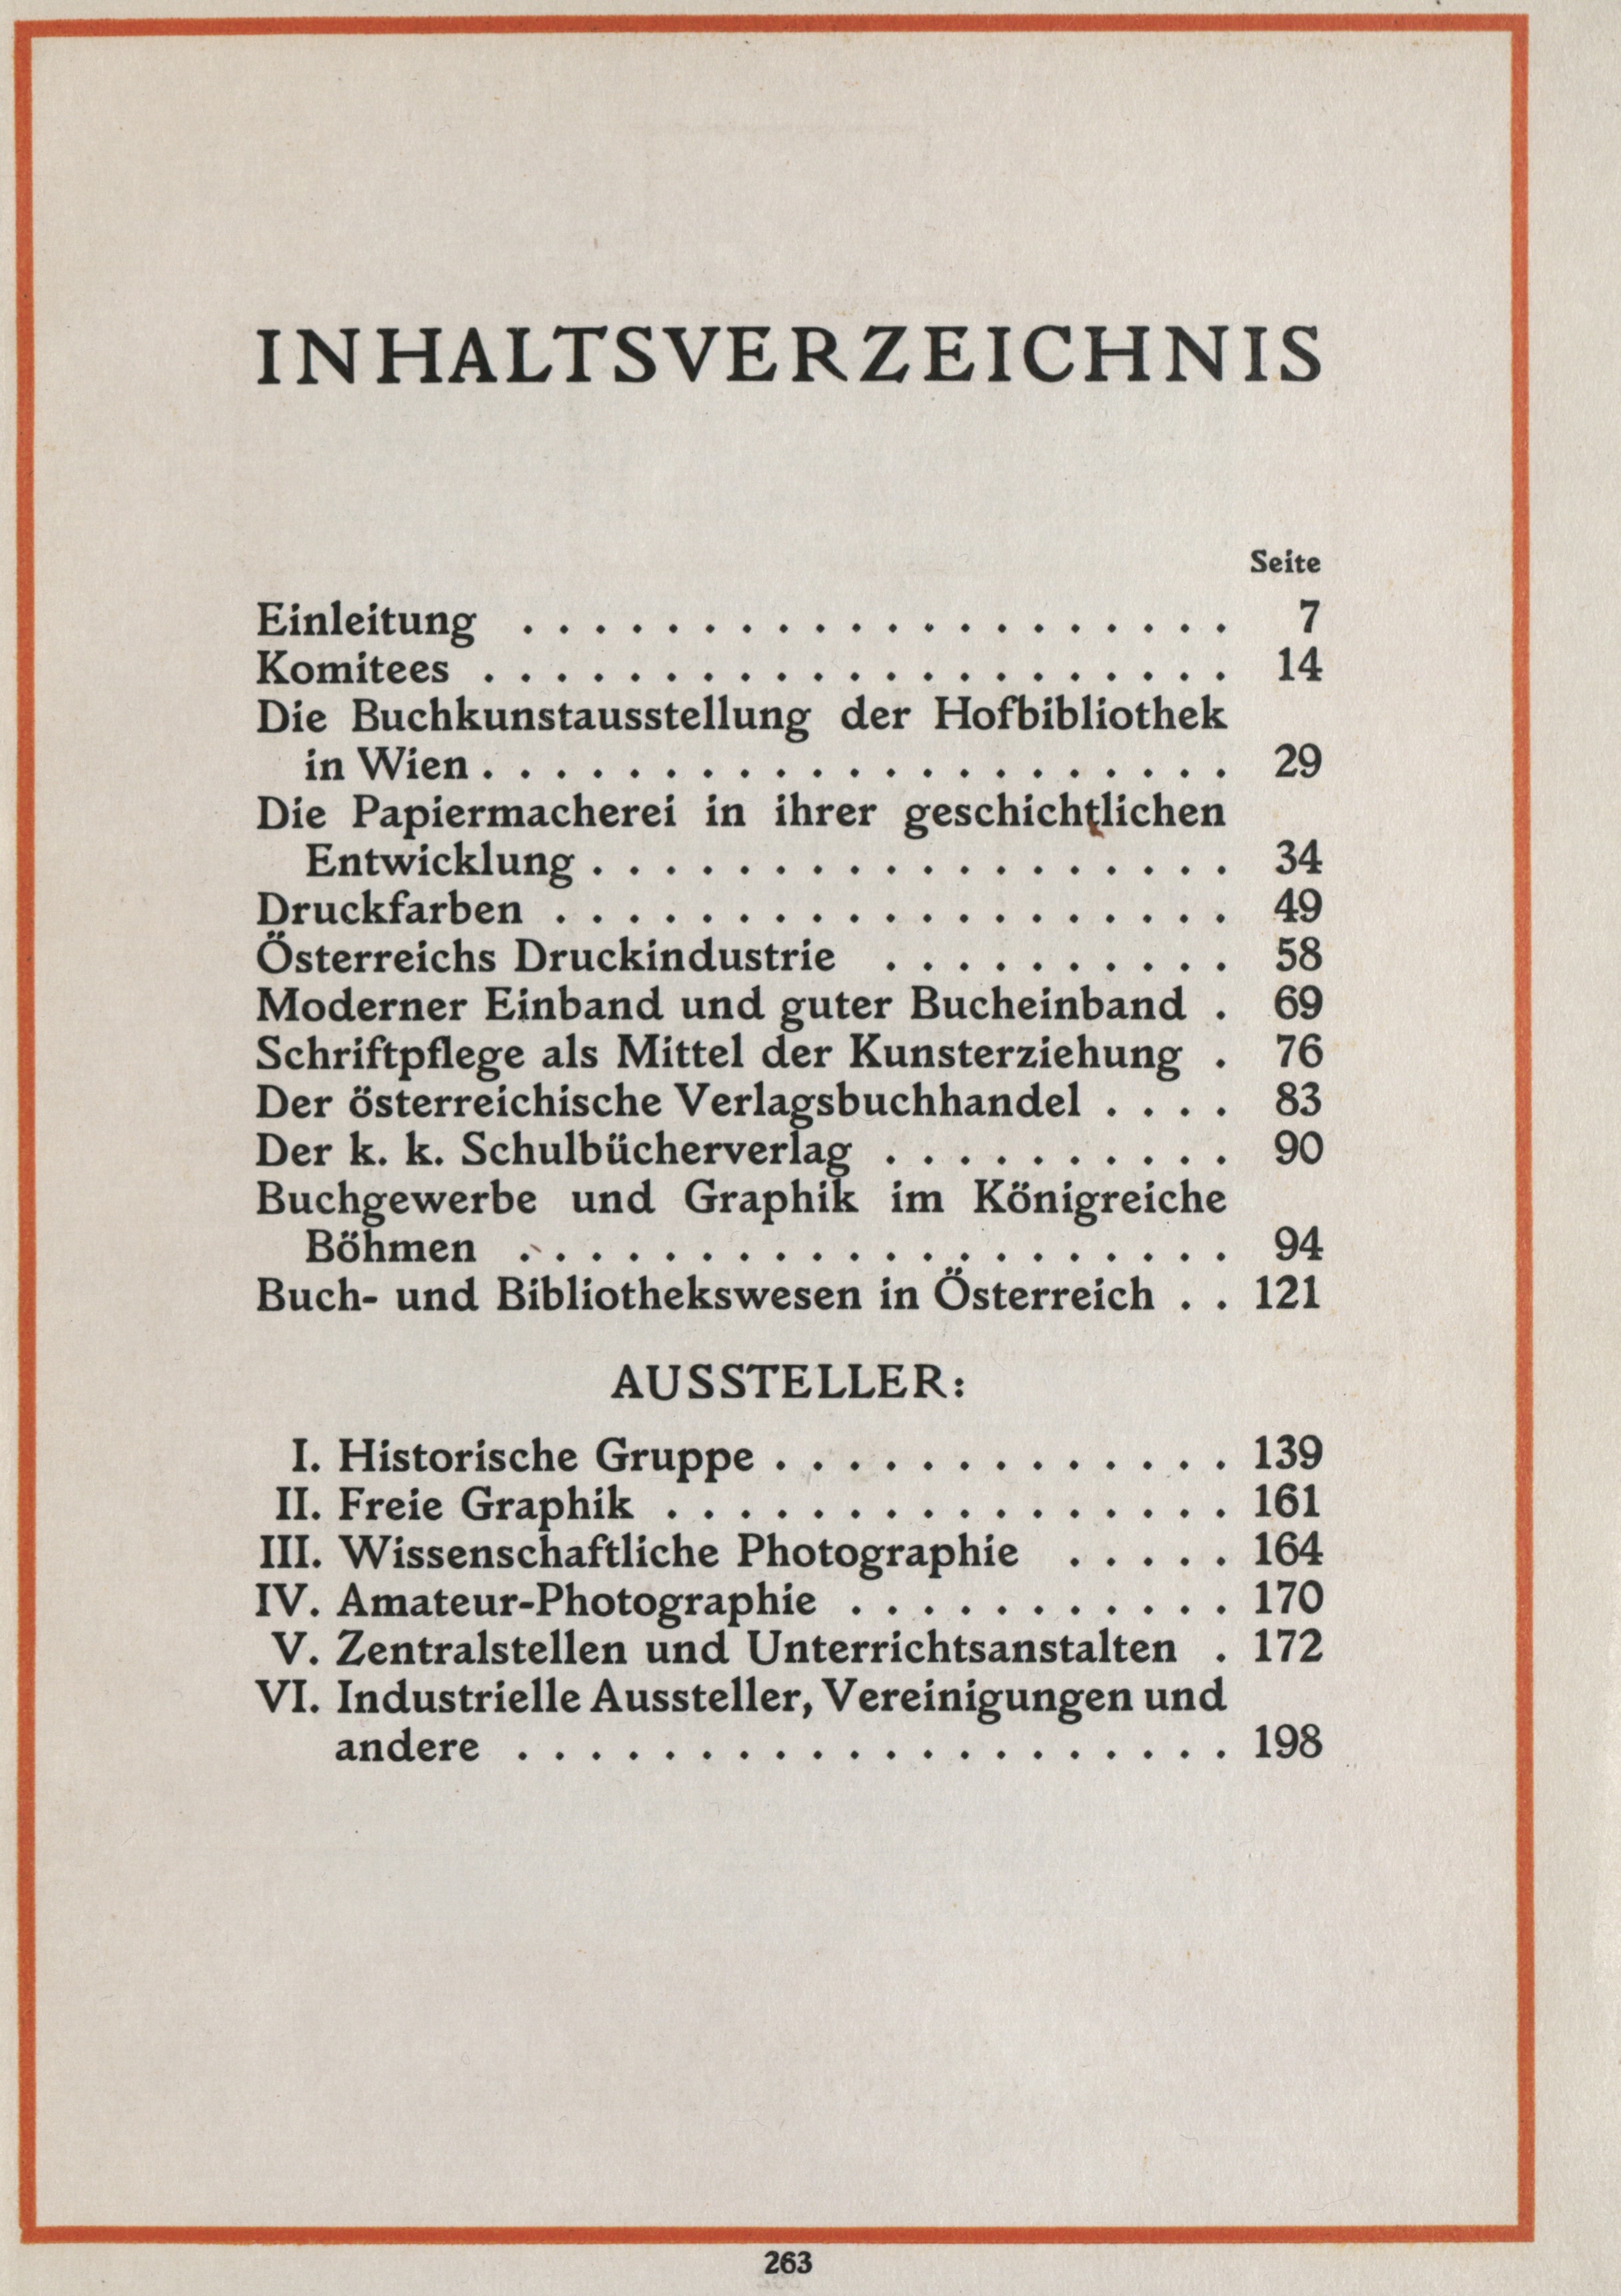 INHALTSVERZEICHNIS
Seite
Einleitung . . . . . . . . . . . . . . . . . . . . 7
Komitees . . . . . . . . . . . . . . . . . . . . . 14
Die Buchkunstausstellung der Hofbibliothek
in Wien . . . . . . . . . . . . . . . . . . . . . 29
Die Papiermacherei in ihrer geschichtlichen
Entwicklung . . . . . . . . . . . . . . . . . . 34
Druckfarben . . . . . . . . . . . . . . . . . . . 49
Österreichs Druckindustrie . . . . . . . . . . 58
Moderner Einband und guter Bucheinband . 69
Schriftpflege als Mittel der Kunsterziehung . 76
Der österreichische Verlagsbuchhandel . . . . 83
Der k. k. Schulbücherverlag . . . . . . . . . . 90
Buchgewerbe und Graphik im Königreiche
Böhmen . . . . . . . . . . . . . . . . . . . . 94
Buch- und Bibliothekswesen in Österreich . . 121
AUSSTELLER:
I. Historische Gruppe . . . . . . . . . . . . . 139
II. Freie Graphik . . . . . . . . . . . . . . . . 161
III. Wissenschaftliche Photographie . . . . . 164
IV. Amateur-Photographie . . . . . . . . . . . 170
V. Zentralstellen und Unterrichtsanstalten . 172
VI. Industrielle Aussteller, Vereinigungen und
andere . . . . . . . . . . . . . . . . . . . . 198
263